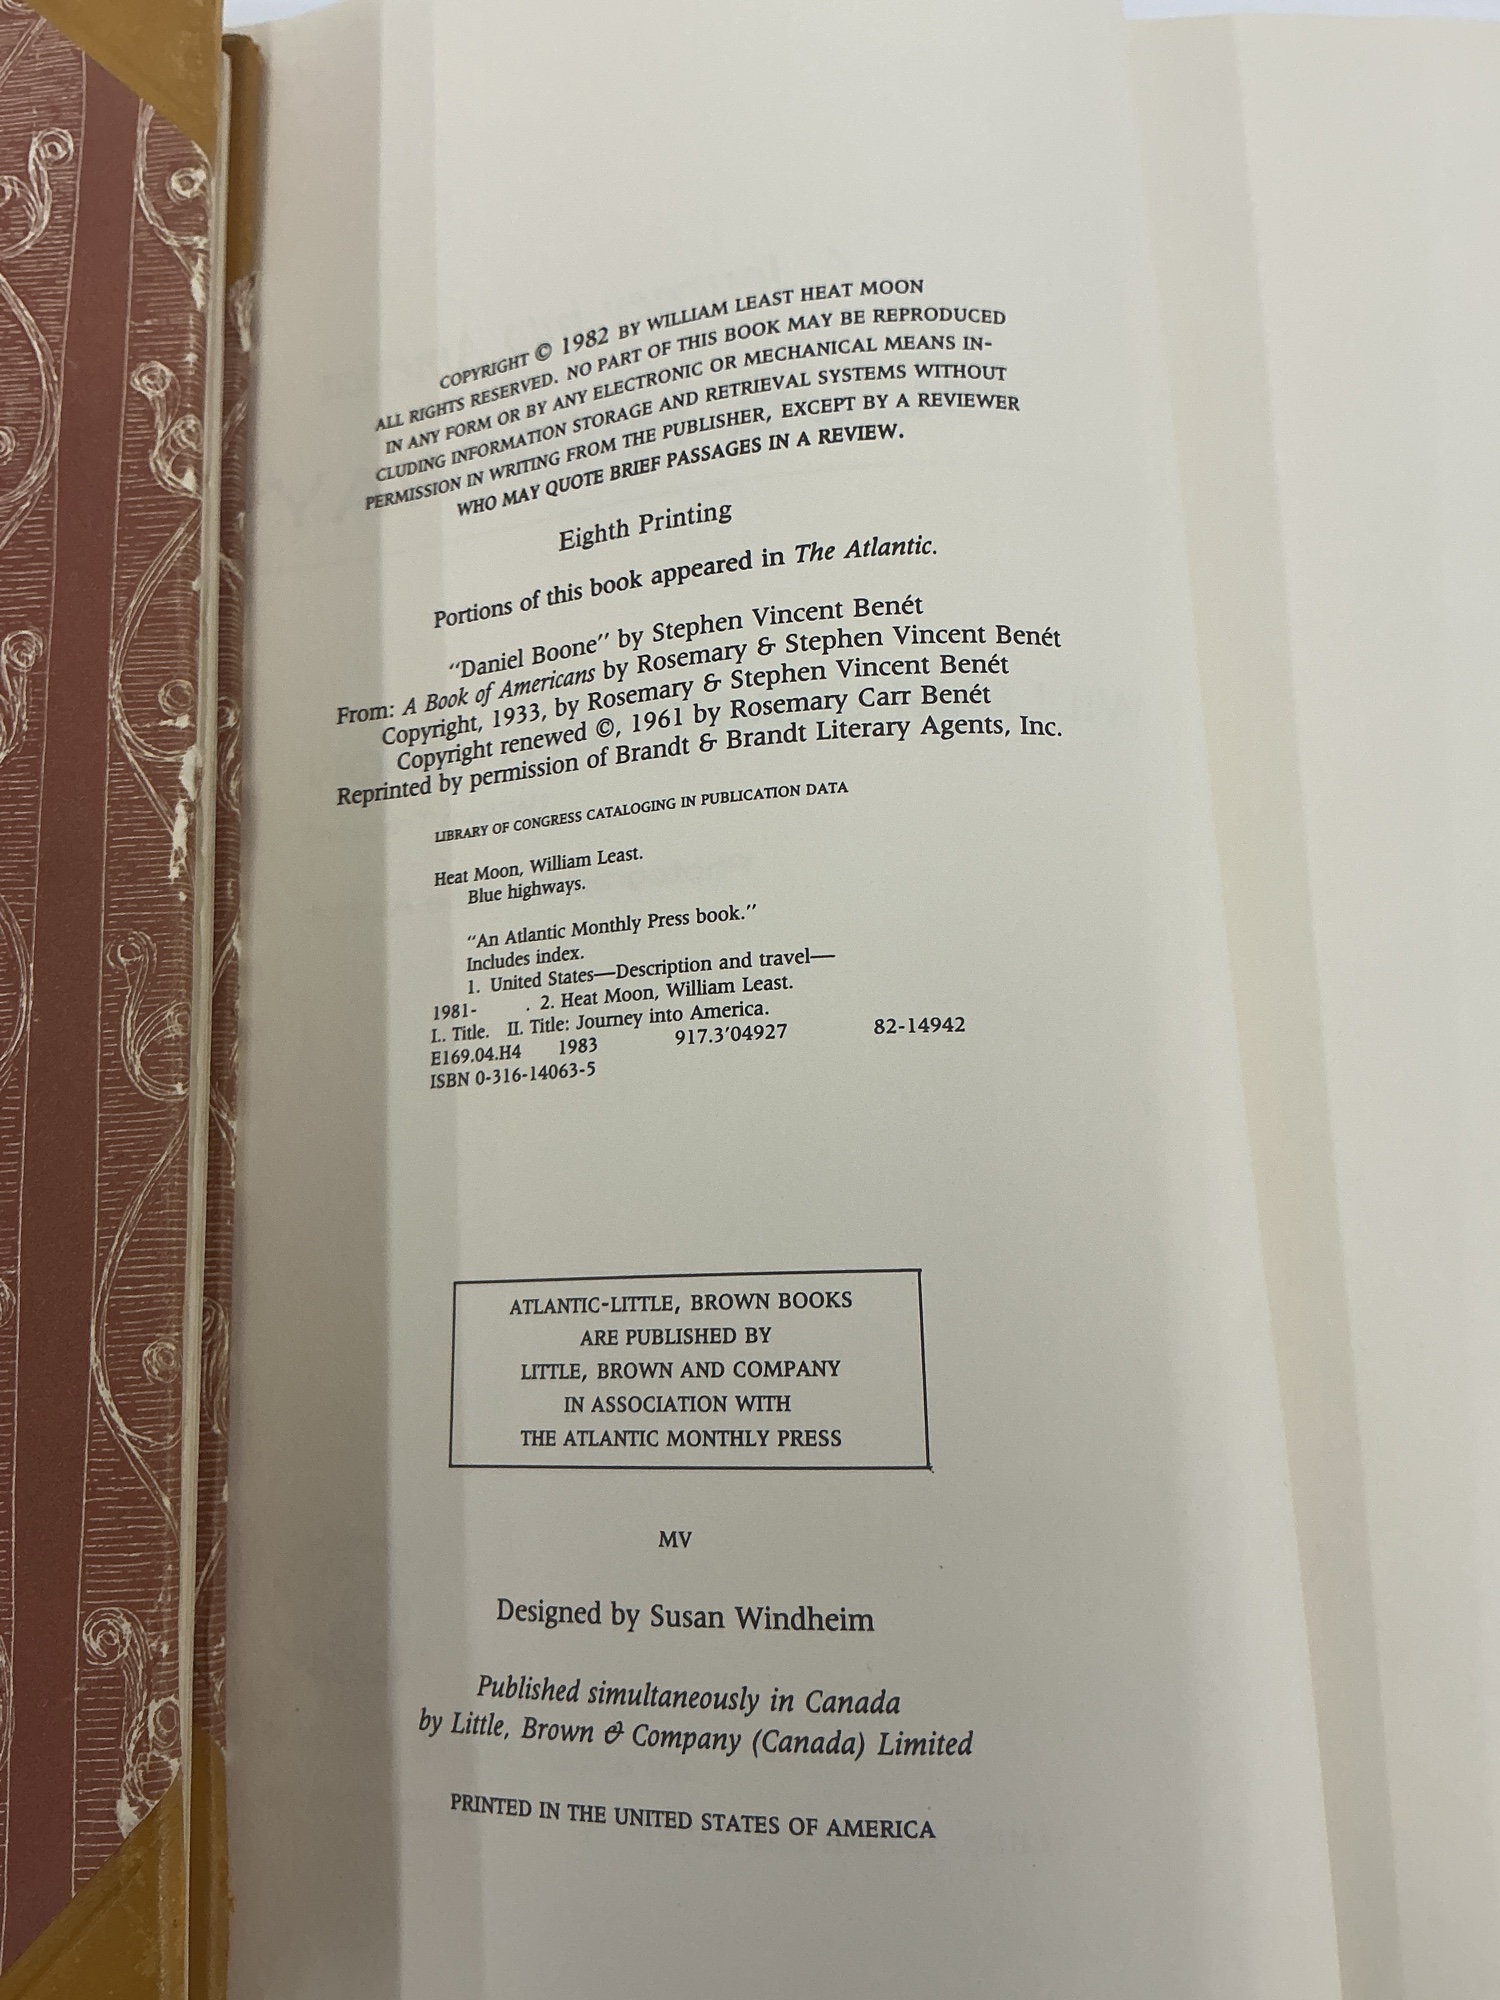 COPYRIGHT © 1982 BY WILLIAM LEAST HEAT MOON
ALL RIGHTS RESERVED. NO PART OF THIS BOOK MAY BE REPRODUCED
IN ANY FORM OR BY ANY ELECTRONIC OR MECHANICAL MEANS IN-
CLUDING INFORMATION STORAGE AND RETRIEVAL SYSTEMS WITHOUT
PERMISSION IN WRITING FROM THE PUBLISHER, EXCEPT BY A REVIEWER
WHO MAY QUOTE BRIEF PASSAGES IN A REVIEW.
Eighth Printing
Portions of this book appeared in The Atlantic.
"Daniel Boone" by Stephen Vincent Benét
From: A Book of Americans by Rosemary & Stephen Vincent Benét
Copyright, 1933, by Rosemary & Stephen Vincent Benét
Copyright renewed ©, 1961 by Rosemary Carr Benét
Reprinted by permission of Brandt & Brandt Literary Agents, Inc.
LIBRARY OF CONGRESS CATALOGING IN PUBLICATION DATA
Heat Moon, William Least.
Blue highways.
"An Atlantic Monthly Press book."
Includes index.
1. United States—Description and travel—
1981- . 2. Heat Moon, William Least.
I.. Title. II. Title: Journey into America.
E169.04.H4 1983 917.3'04927 82-14942
ISBN 0-316-14063-5
ATLANTIC-LITTLE, BROWN BOOKS
ARE PUBLISHED BY
LITTLE, BROWN AND COMPANY
IN ASSOCIATION WITH
THE ATLANTIC MONTHLY PRESS
MV
Designed by Susan Windheim
Published simultaneously in Canada
by Little, Brown & Company (Canada) Limited
PRINTED IN THE UNITED STATES OF AMERICA